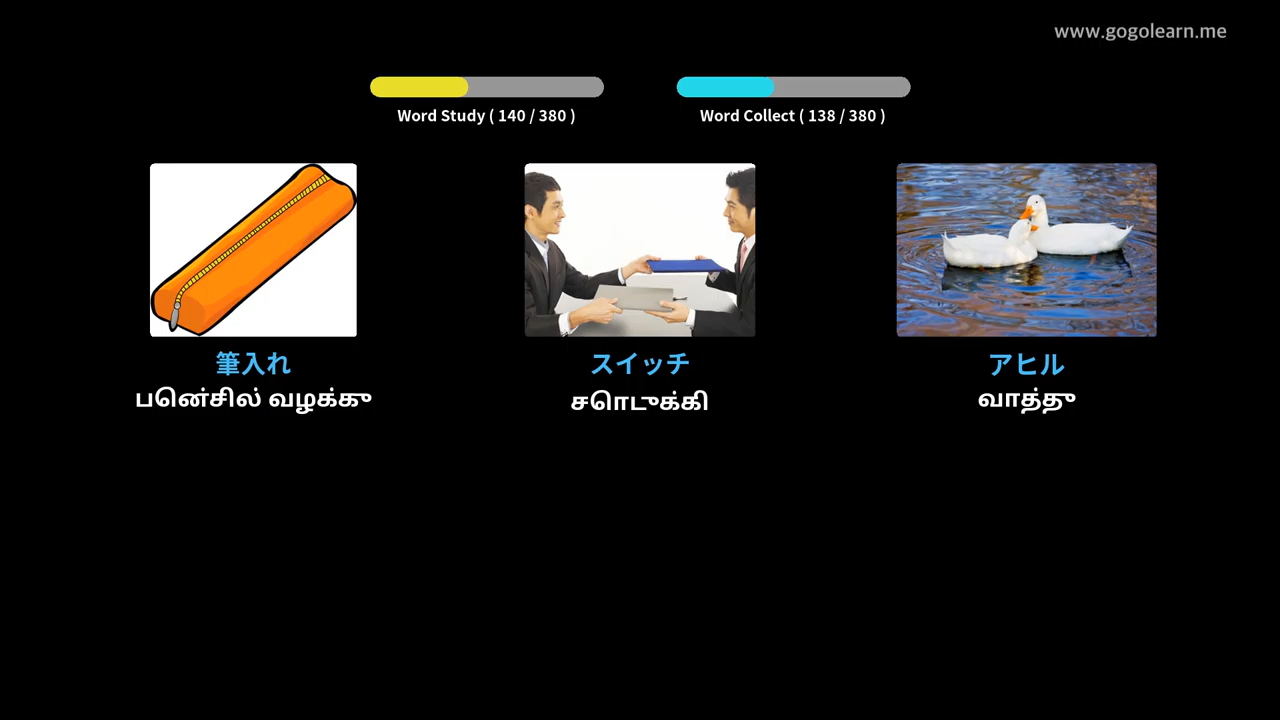 www.gogolearn.me
Word Study ( 140 / 380 )
Word Collect ( 138 / 380 )
筆入れ
スイッチ
アヒル
பென்சில் வழக்கு
சொடுக்கி
வாத்து